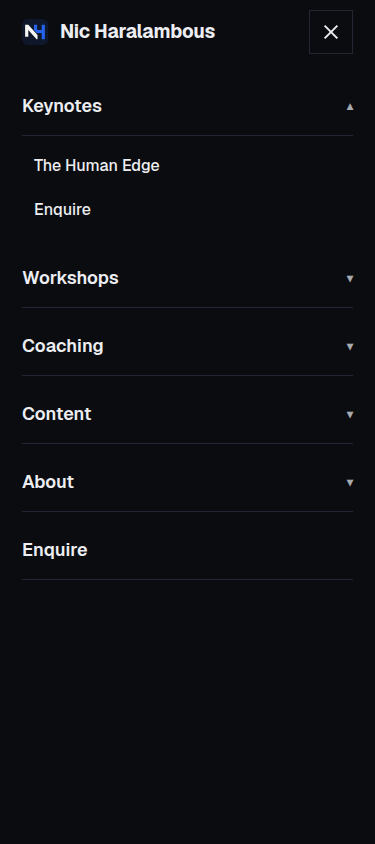 Nic Haralambous
Keynotes
The Human Edge
Enquire
Workshops
Coaching
Content
About
Enquire